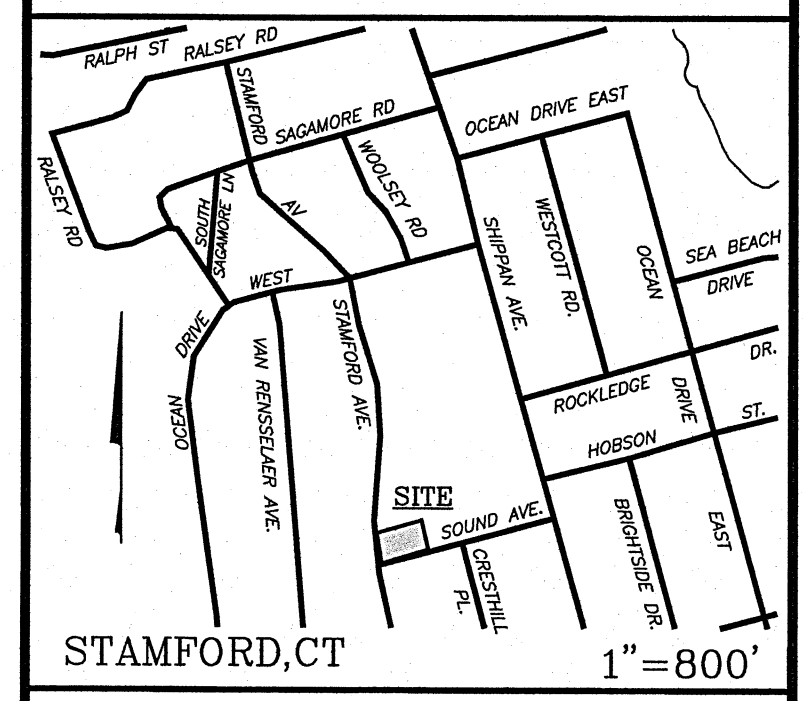 RALPH ST
RALSEY RD
STAMFORD
SAGAMORE RD
OCEAN DRIVE EAST
RALSEY RD
WOOLSEY RD
SOUTH
SAGAMORE LN
AV
SHIPPAN AVE.
WESTCOTT RD.
OCEAN
SEA BEACH
DRIVE
WEST
DRIVE
OCEAN
VAN RENSSELAER AVE.
STAMFORD AVE.
ROCKLEDGE
DR.
DRIVE
HOBSON
ST.
SITE
SOUND AVE.
CRESTHILL
PL.
BRIGHTSIDE DR.
EAST
STAMFORD,CT
1"=800'